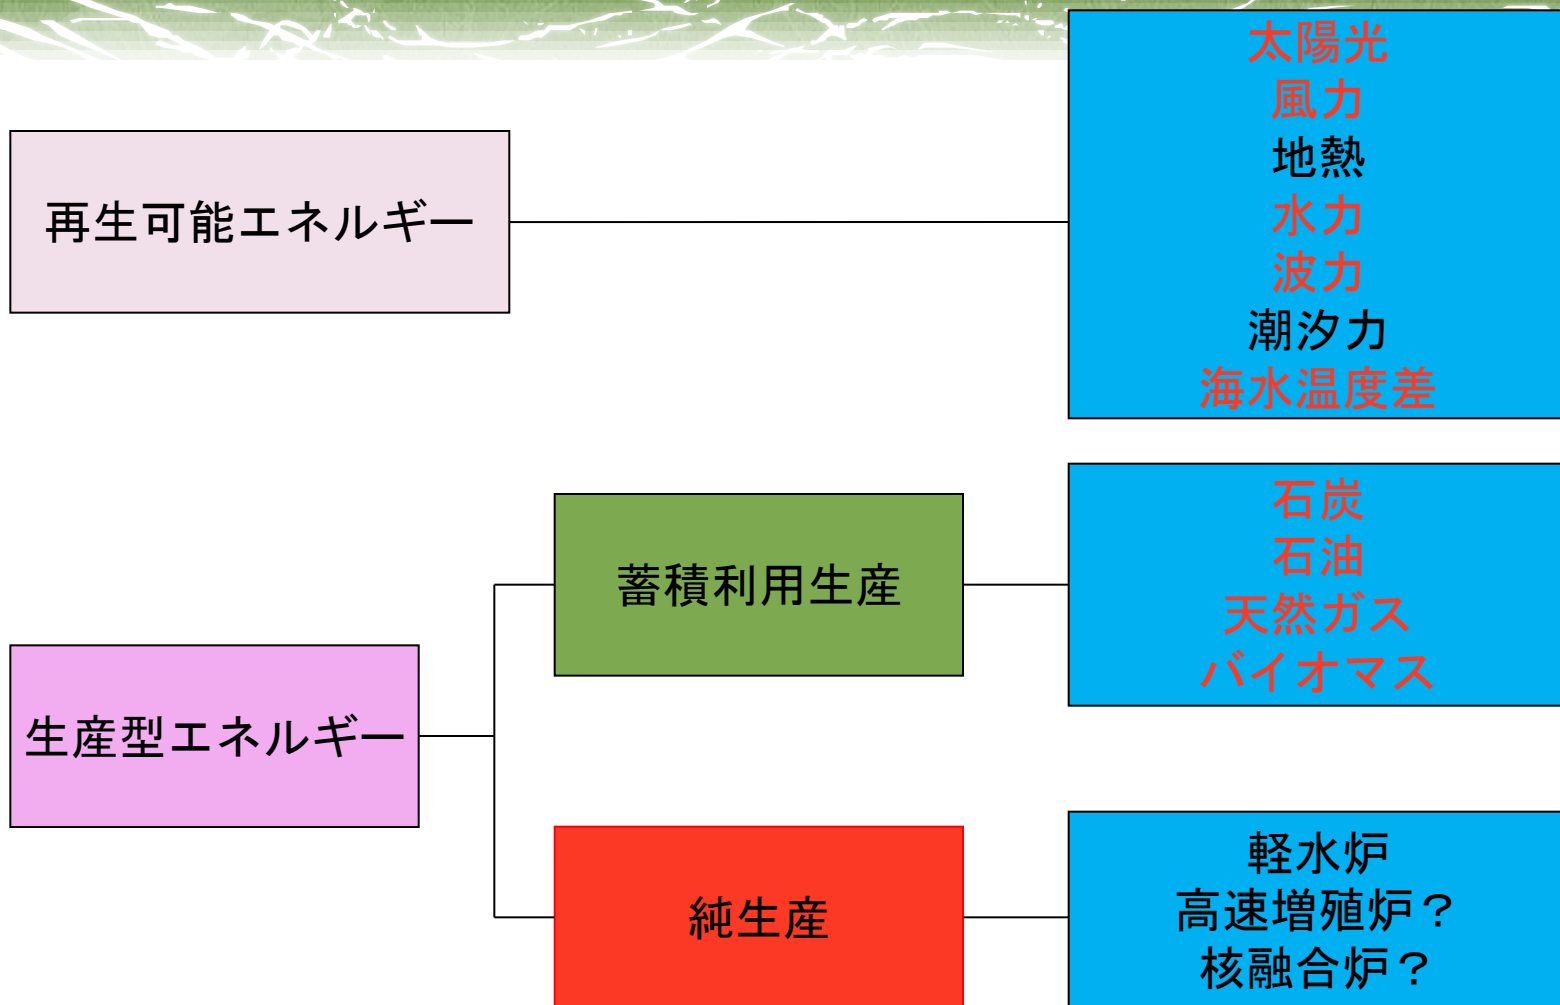 再生可能エネルギー
太陽光
風力
地熱
水力
波力
潮汐力
海水温度差
生産型エネルギー
蓄積利用生産
石炭
石油
天然ガス
バイオマス
純生産
軽水炉
高速増殖炉？
核融合炉？